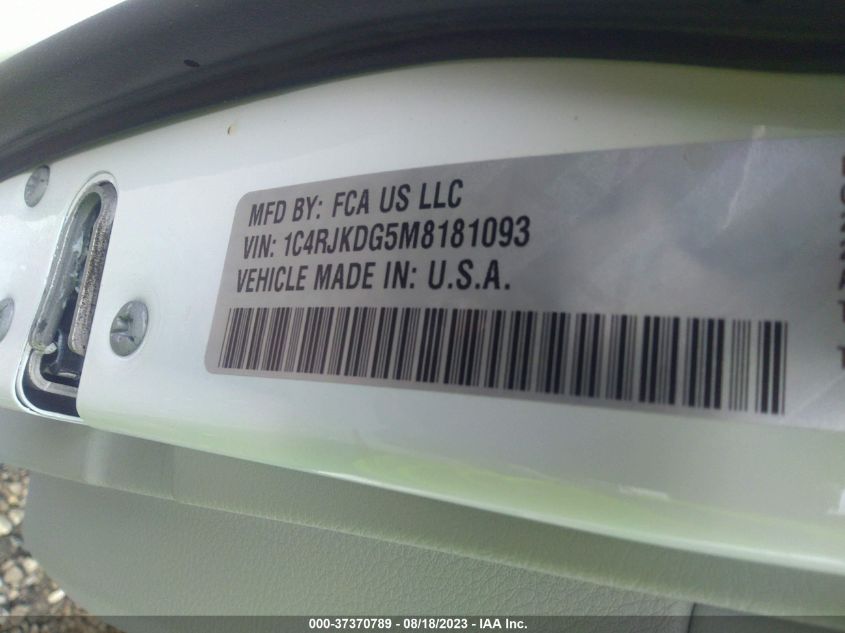 MFD BY: FCA US LLC
VIN: 1C4RJKDG5M8181093
VEHICLE MADE IN: U.S.A.
000-37370789 - 08/18/2023 - IAA Inc.